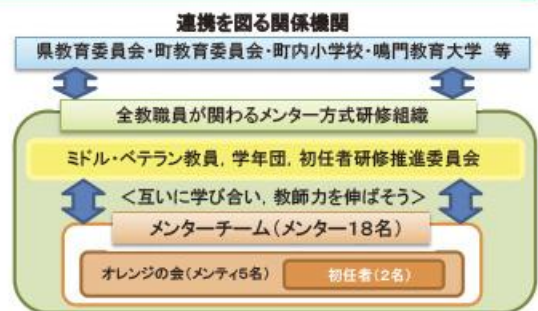 連携を図る関係機関
県教育委員会・町教育委員会・町内小学校・鳴門教育大学 等
全教職員が関わるメンター方式研修組織
ミドル・ベテラン教員，学年団，初任者研修推進委員会
＜互いに学び合い，教師力を伸ばそう＞
メンターチーム（メンター１８名）
オレンジの会（メンティ５名）
初任者（２名）